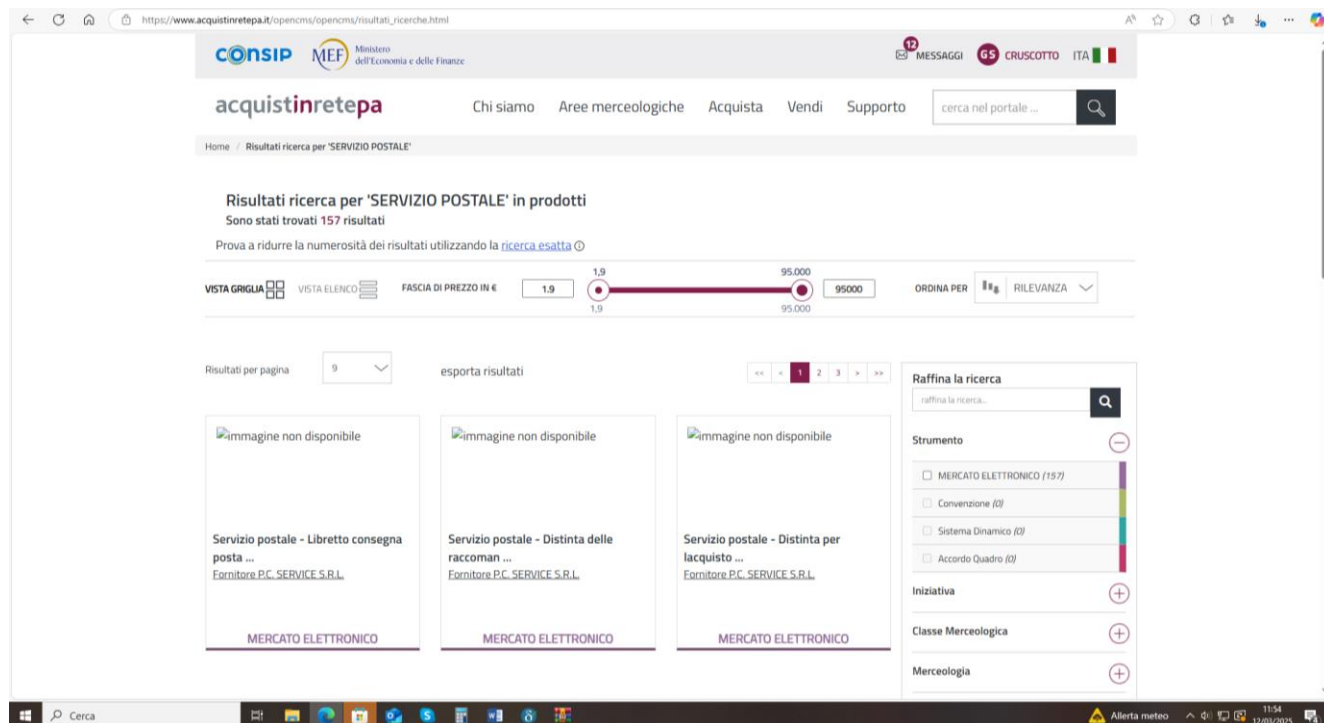 https://www.acquistinretepa.it/opencms/opencms/risultati_ricerche.html
consip MEF Ministero dell'Economia e delle Finanze
12 MESSAGGI GS CRUSCOTTO ITA
acquistinretepa Chi siamo Aree merceologiche Acquista Vendi Supporto cerca nel portale ...
Home / Risultati ricerca per 'SERVIZIO POSTALE'
Risultati ricerca per 'SERVIZIO POSTALE' in prodotti
Sono stati trovati 157 risultati
Prova a ridurre la numerosità dei risultati utilizzando la ricerca esatta
1,9 95.000
VISTA GRIGLIA VISTA ELENCO FASCIA DI PREZZO IN € 1.9 95000 ORDINA PER RILEVANZA
1,9 95.000
Risultati per pagina 9 esporta risultati << < 1 2 3 > >>
Raffina la ricerca
raffina la ricerca...
immagine non disponibile immagine non disponibile immagine non disponibile
Strumento
MERCATO ELETTRONICO (157)
Convenzione (0)
Sistema Dinamico (0)
Accordo Quadro (0)
Servizio postale - Libretto consegna posta ...
Fornitore P.C. SERVICE S.R.L.
Servizio postale - Distinta delle raccoman ...
Fornitore P.C. SERVICE S.R.L.
Servizio postale - Distinta per lacquisto ...
Fornitore P.C. SERVICE S.R.L.
Iniziativa
MERCATO ELETTRONICO MERCATO ELETTRONICO MERCATO ELETTRONICO
Classe Merceologica
Merceologia
Cerca
Allerta meteo
11:54
12/03/2025